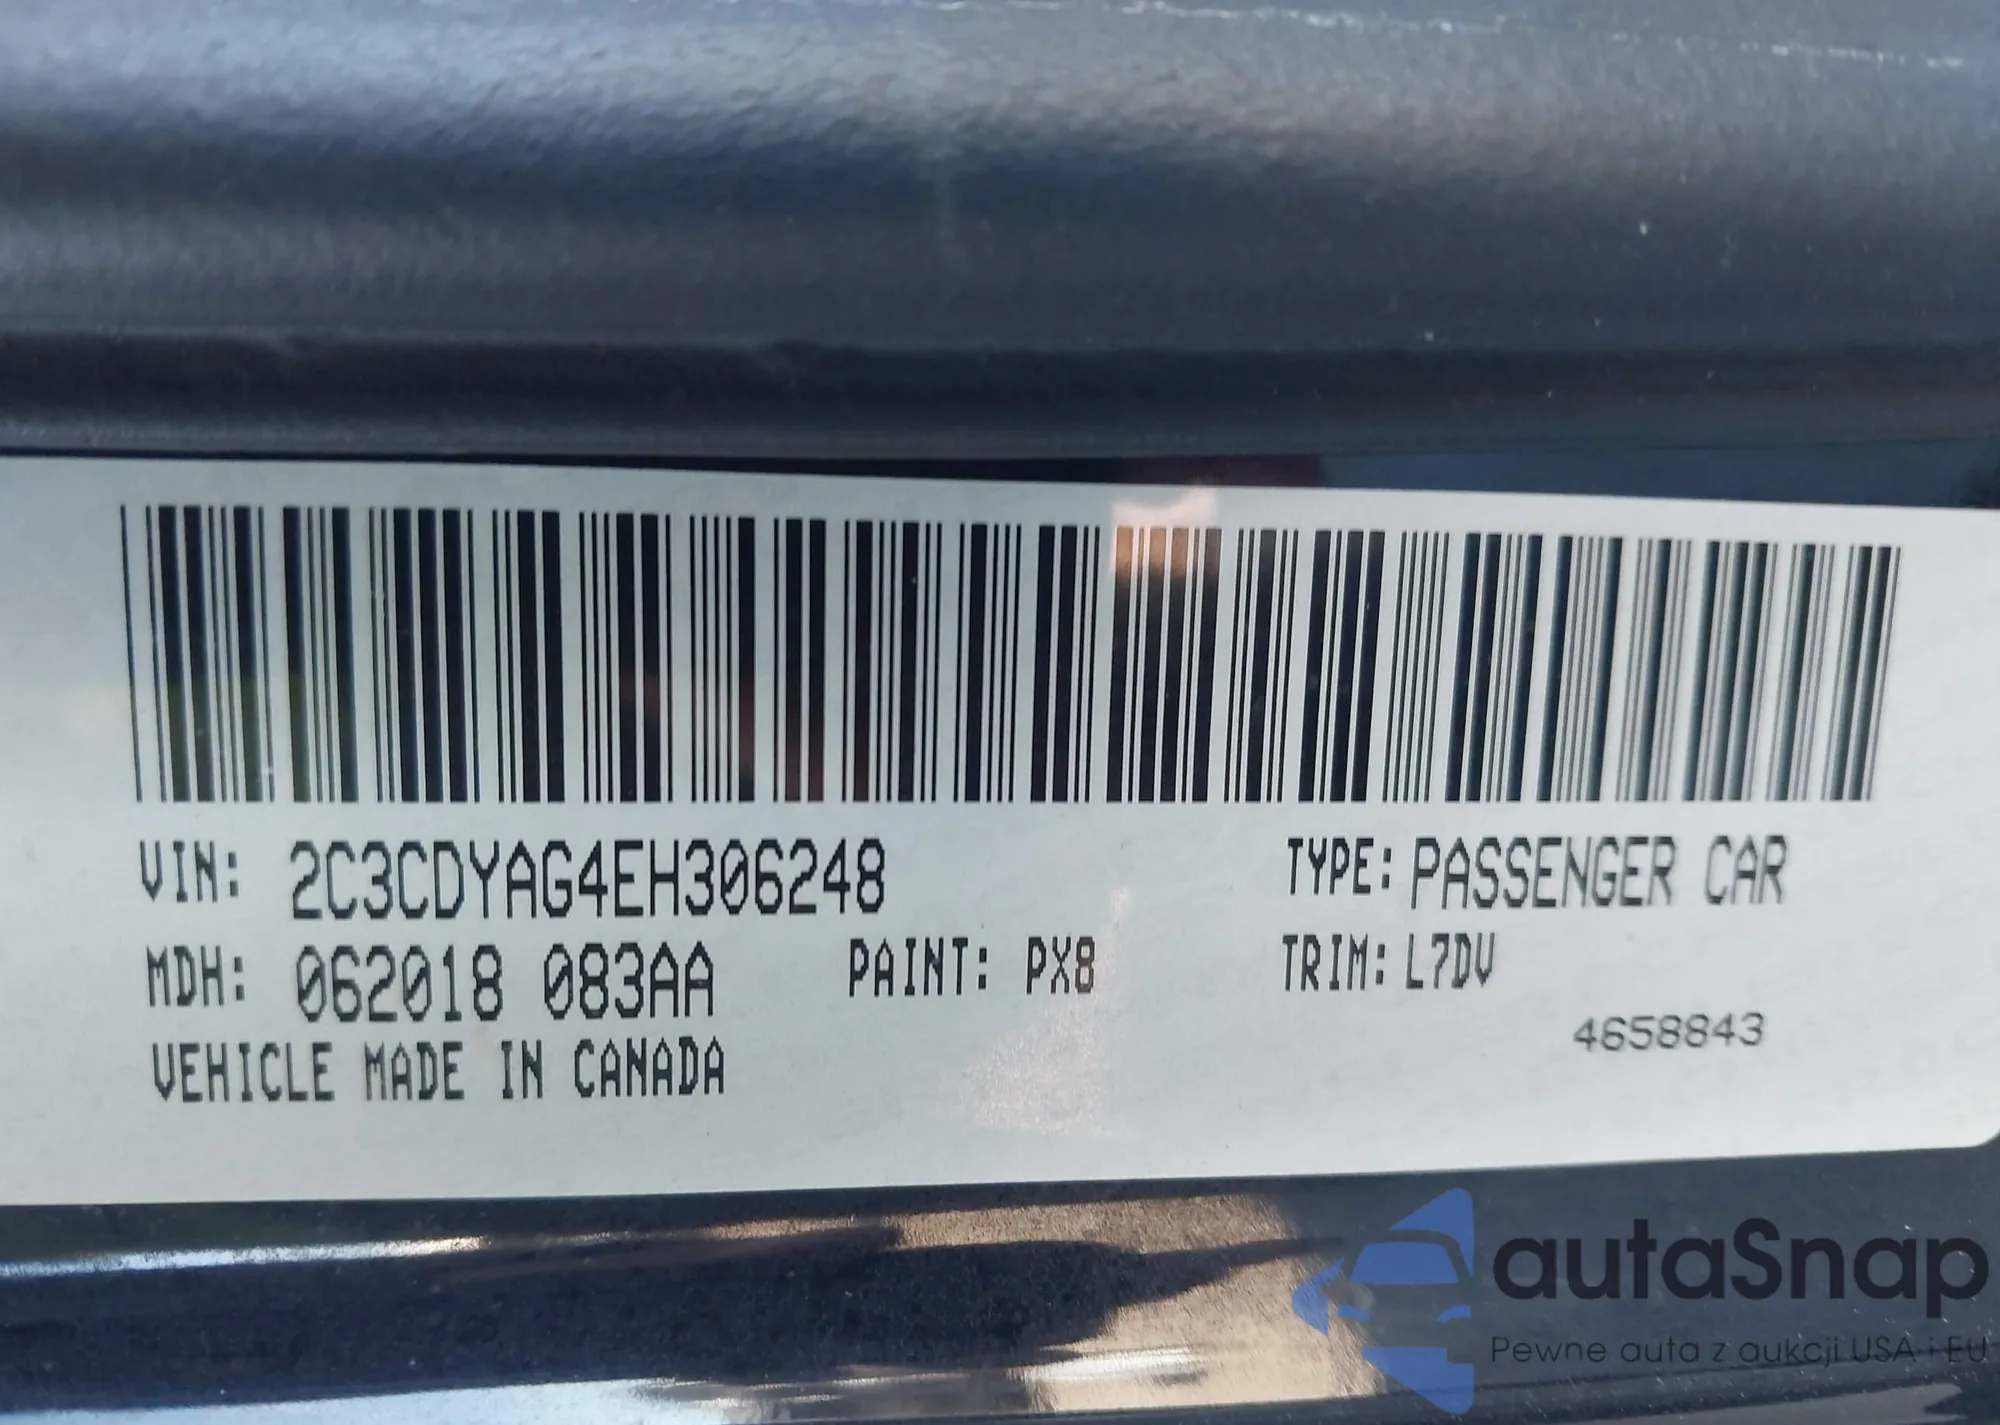 VIN: 2C3CDYAG4EH306248
TYPE: PASSENGER CAR
MDH: 062018 083AA
PAINT: PX8
TRIM: L7DV
VEHICLE MADE IN CANADA
4658843
autaSnap
Pewne auta z aukcji USA i EU